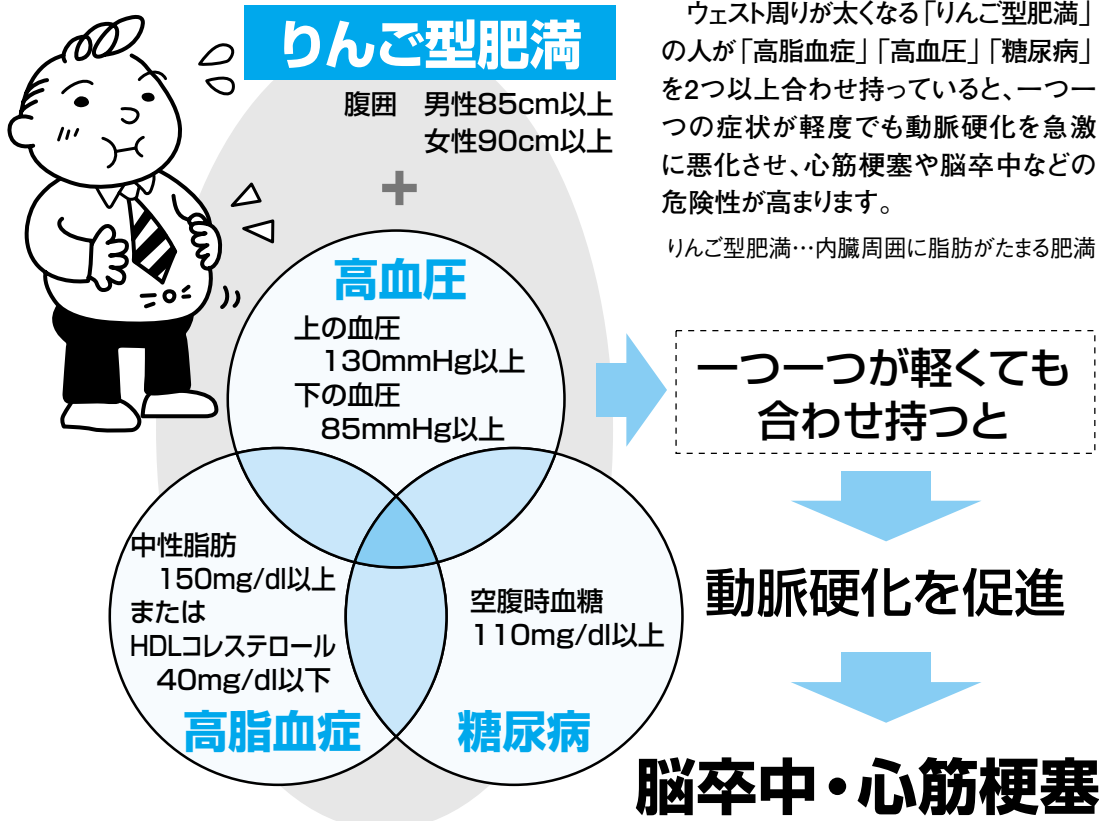 りんご型肥満
腹囲　男性85cm以上
女性90cm以上
+
ウェスト周りが太くなる「りんご型肥満」
の人が「高脂血症」「高血圧」「糖尿病」
を2つ以上合わせ持っていると、一つ一
つの症状が軽度でも動脈硬化を急激
に悪化させ、心筋梗塞や脳卒中などの
危険性が高まります。
りんご型肥満…内臓周囲に脂肪がたまる肥満
高血圧
上の血圧
130mmHg以上
下の血圧
85mmHg以上
中性脂肪
150mg/dl以上
または
HDLコレステロール
40mg/dl以下
高脂血症
空腹時血糖
110mg/dl以上
糖尿病
一つ一つが軽くても
合わせ持つと
動脈硬化を促進
脳卒中・心筋梗塞